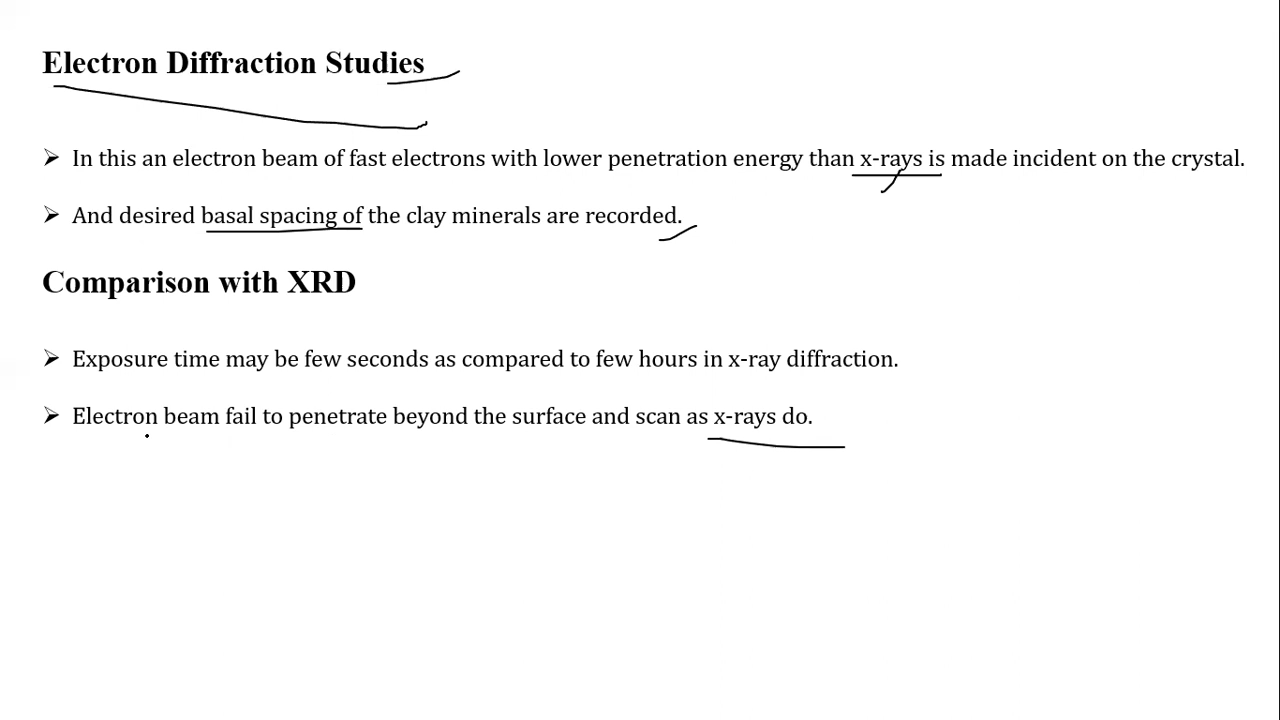 Electron Diffraction Studies
➢ In this an electron beam of fast electrons with lower penetration energy than x-rays is made incident on the crystal.
➢ And desired basal spacing of the clay minerals are recorded.
Comparison with XRD
➢ Exposure time may be few seconds as compared to few hours in x-ray diffraction.
➢ Electron beam fail to penetrate beyond the surface and scan as x-rays do.